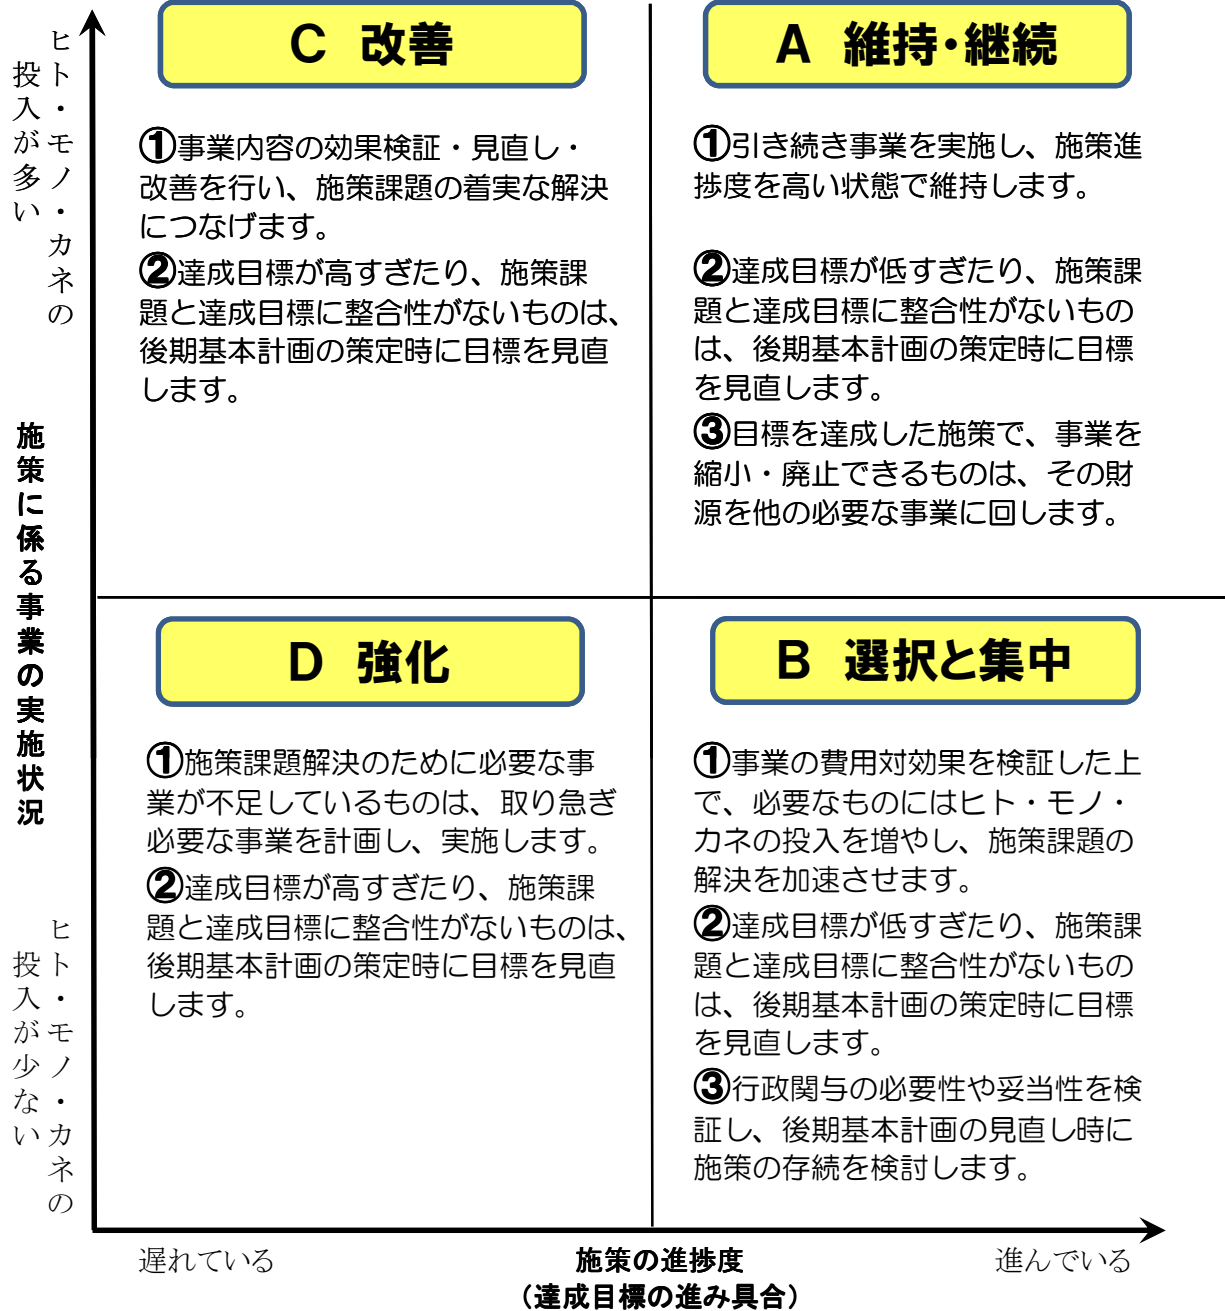 ヒト・モノ・カネの
投入が多い
施策に係る事業の実施状況
ヒト・モノ・カネの
投入が少ない
C 改善
①事業内容の効果検証・見直し・
改善を行い、施策課題の着実な解決
につなげます。
②達成目標が高すぎたり、施策課
題と達成目標に整合性がないものは、
後期基本計画の策定時に目標を見直
します。
A 維持・継続
①引き続き事業を実施し、施策進
捗度を高い状態で維持します。
②達成目標が低すぎたり、施策課
題と達成目標に整合性がないもの
は、後期基本計画の策定時に目標
を見直します。
③目標を達成した施策で、事業を
縮小・廃止できるものは、その財
源を他の必要な事業に回します。
D 強化
①施策課題解決のために必要な事
業が不足しているものは、取り急ぎ
必要な事業を計画し、実施します。
②達成目標が高すぎたり、施策課
題と達成目標に整合性がないものは、
後期基本計画の策定時に目標を見直
します。
B 選択と集中
①事業の費用対効果を検証した上
で、必要なものにはヒト・モノ・
カネの投入を増やし、施策課題の
解決を加速させます。
②達成目標が低すぎたり、施策課
題と達成目標に整合性がないもの
は、後期基本計画の策定時に目標
を見直します。
③行政関与の必要性や妥当性を検
証し、後期基本計画の見直し時に
施策の存続を検討します。
遅れている
施策の進捗度
（達成目標の進み具合）
進んでいる